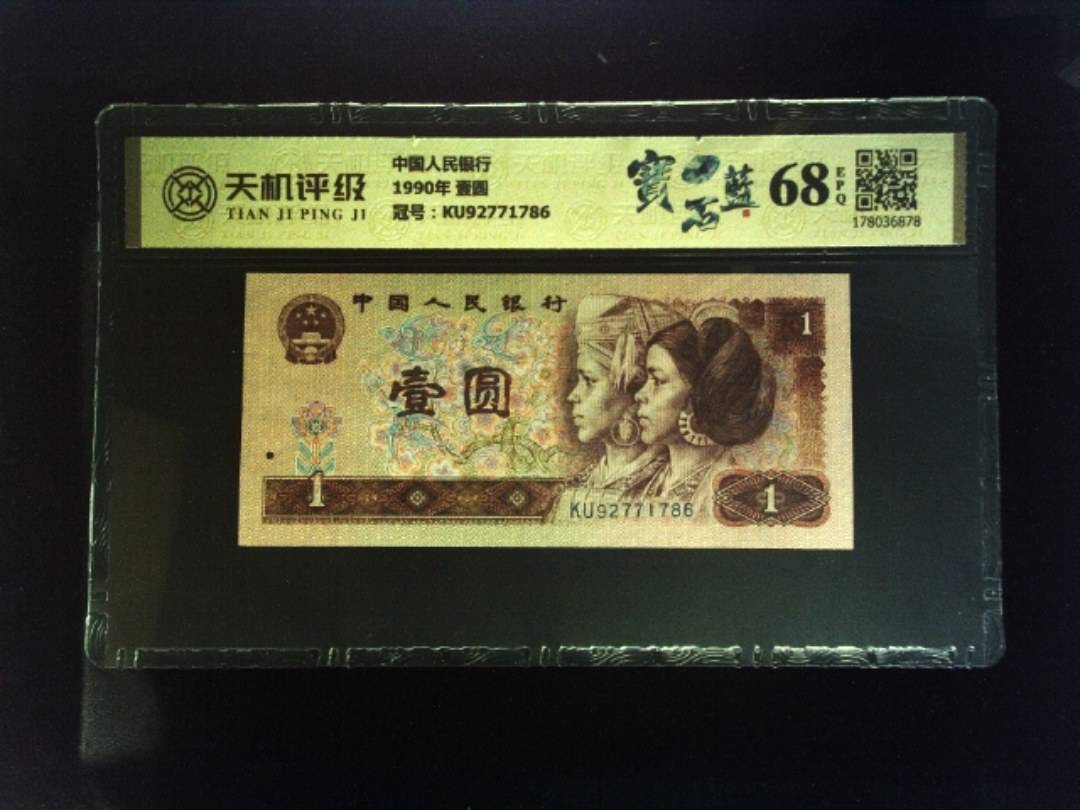 天机评级
TIAN JI PING JI
中国人民银行
1990年 壹圆
冠号：KU92771786
寶石藍
68
EPQ
178036878
中国人民银行
1
壹圆
1
KU92771786
1